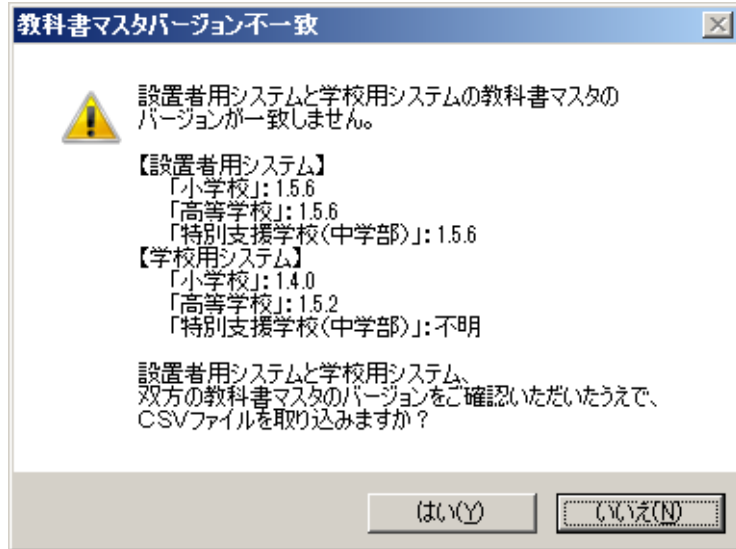 教科書マスタバージョン不一致
設置者用システムと学校用システムの教科書マスタの
バージョンが一致しません。
【設置者用システム】
「小学校」：1.5.6
「高等学校」：1.5.6
「特別支援学校(中学部)」：1.5.6
【学校用システム】
「小学校」：1.4.0
「高等学校」：1.5.2
「特別支援学校(中学部)」：不明
設置者用システムと学校用システム、
双方の教科書マスタのバージョンをご確認いただいたうえで、
CSVファイルを取り込みますか？
はい(Y)
いいえ(N)